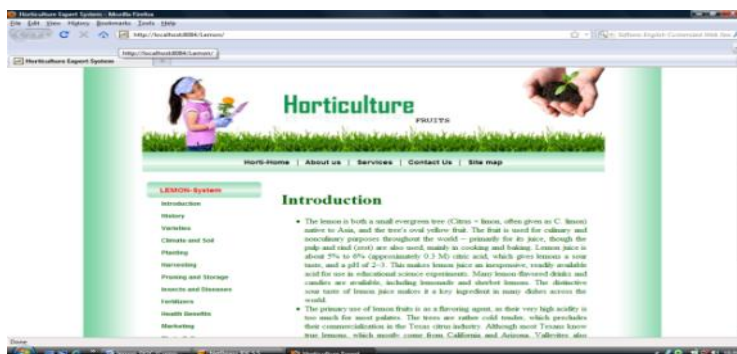 Horticulture Expert System - Mozilla Firefox
File Edit View History Bookmarks Tools Help
http://localhost:8084/Lemon/
http://localhost:8084/Lemon/
Horticulture Expert System
Horticulture
FRUITS
Horti-Home | About us | Services | Contact Us | Site map
LEMON-System
Introduction
History
Varieties
Climate and Soil
Planting
Harvesting
Pruning and Storage
Insects and Diseases
Fertilizers
Health Benefits
Marketing
Introduction
The lemon is both a small evergreen tree (Citrus × limon, often given as C. limon)
native to Asia, and the tree's oval yellow fruit. The fruit is used for culinary and
nonculinary purposes throughout the world – primarily for its juice, though the
pulp and rind (zest) are also used, mainly in cooking and baking. Lemon juice is
about 5% to 6% (approximately 0.3 M) citric acid, which gives lemons a sour
taste, and a pH of 2–3. This makes lemon juice an inexpensive, readily available
acid for use in educational science experiments. Many lemon-flavored drinks and
candies are available, including lemonade and sherbet lemons. The distinctive
sour taste of lemon juice makes it a key ingredient in many dishes across the
world.
The primary use of lemon fruits is as a flavoring agent, as their very high acidity is
too much for most palates. The trees are rather cold tender, which precludes
their commercialization in the Texas citrus industry. Although most Texans know
true lemons, which mostly come from California and Arizona, Valleyites also
Done